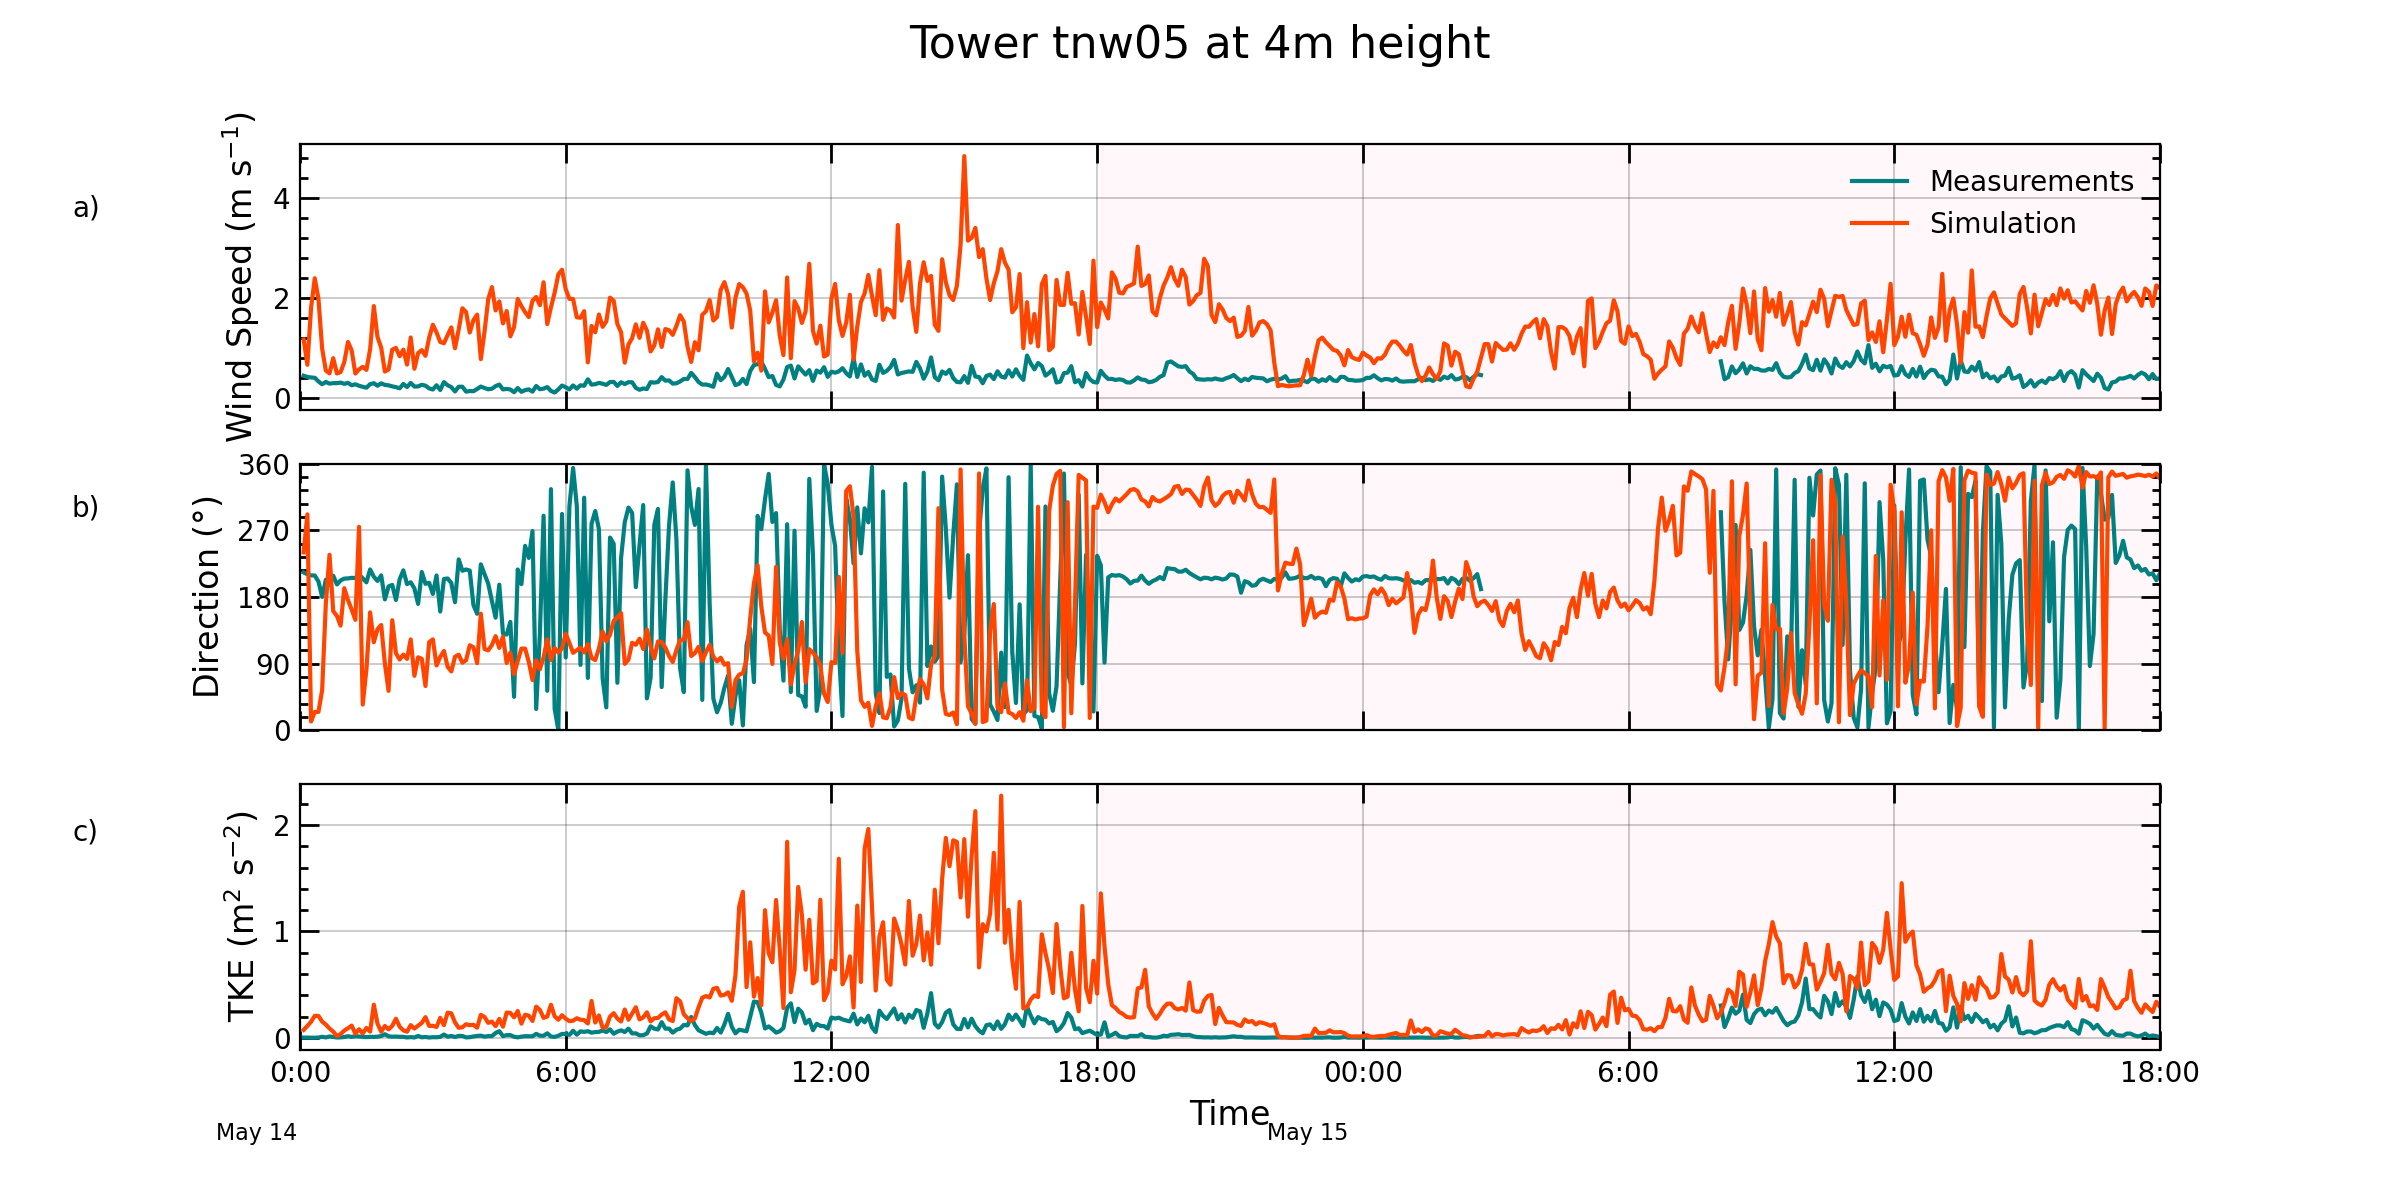 Tower tnw05 at 4m height
a)
Wind Speed (m s⁻¹)
4
2
0
Measurements
Simulation
b)
Direction (°)
360
270
180
90
0
c)
TKE (m² s⁻²)
2
1
0
0:00 6:00 12:00 18:00 00:00 6:00 12:00 18:00
Time
May 14 May 15